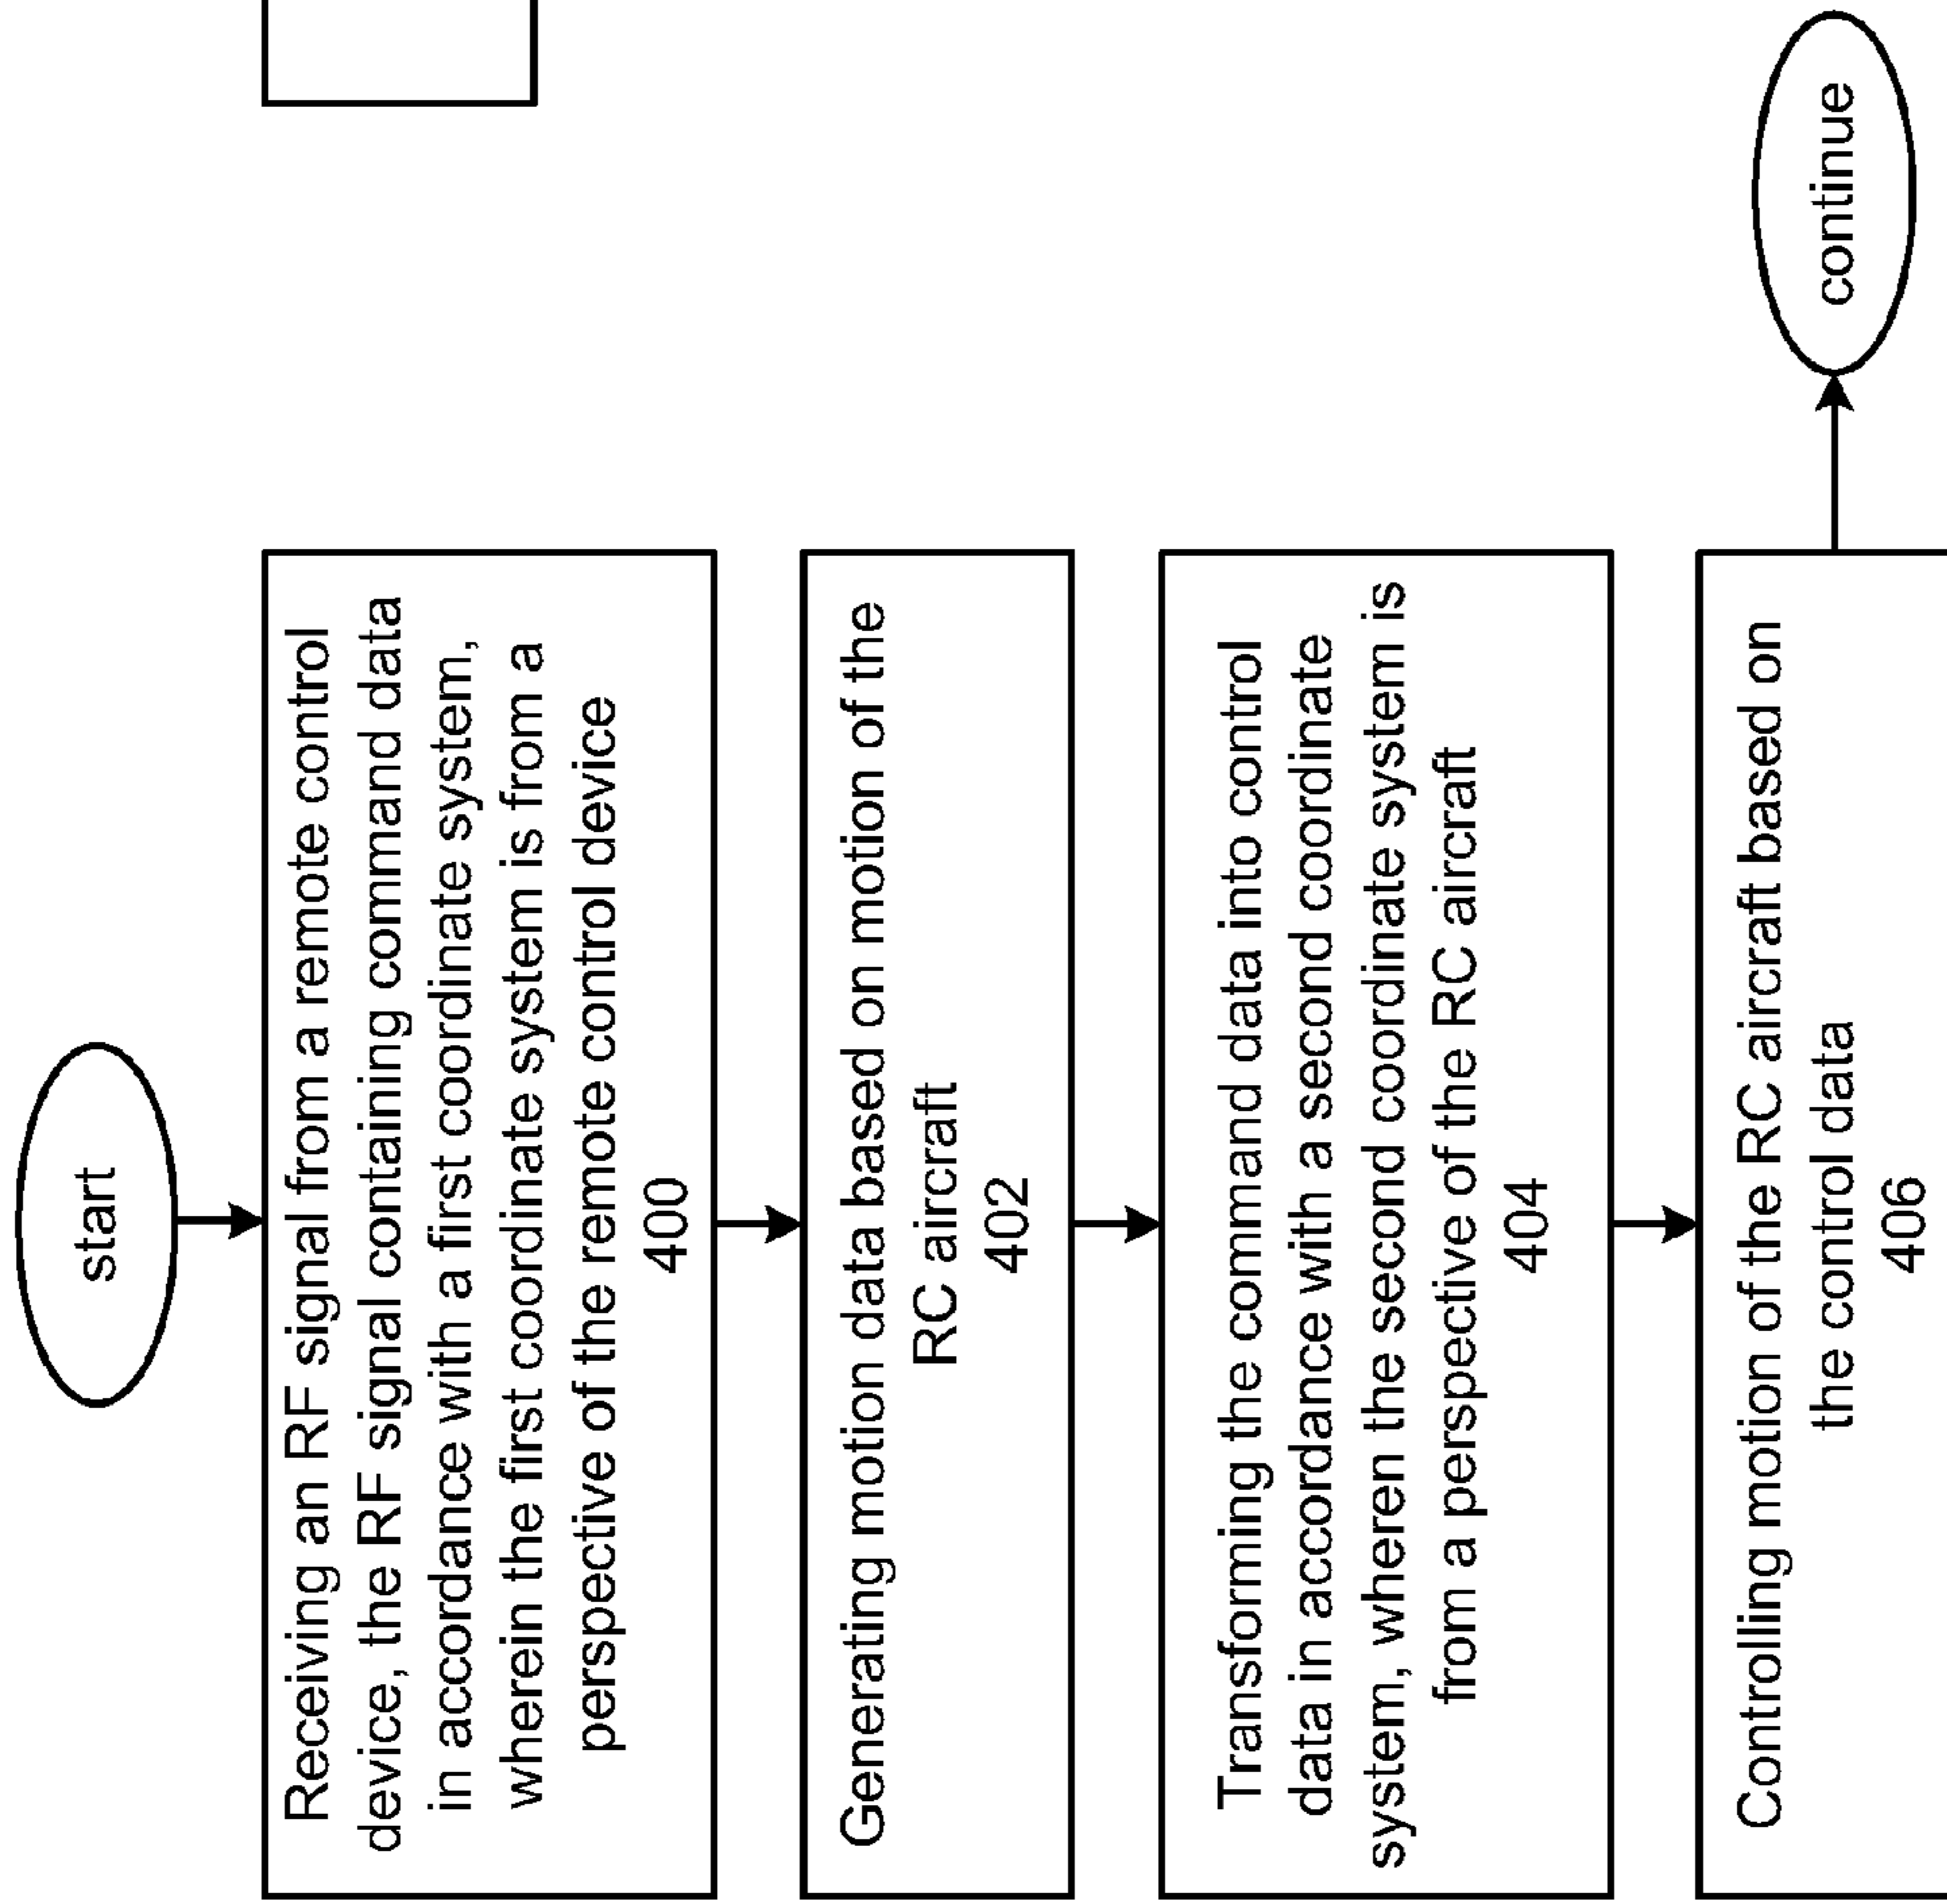 start
Receiving an RF signal from a remote control
device, the RF signal containing command data
in accordance with a first coordinate system,
wherein the first coordinate system is from a
perspective of the remote control device
400
Generating motion data based on motion of the
RC aircraft
402
Transforming the command data into control
data in accordance with a second coordinate
system, wheren the second coordinate system is
from a perspective of the RC aircraft
404
Controlling motion of the RC aircraft based on
the control data
406
continue